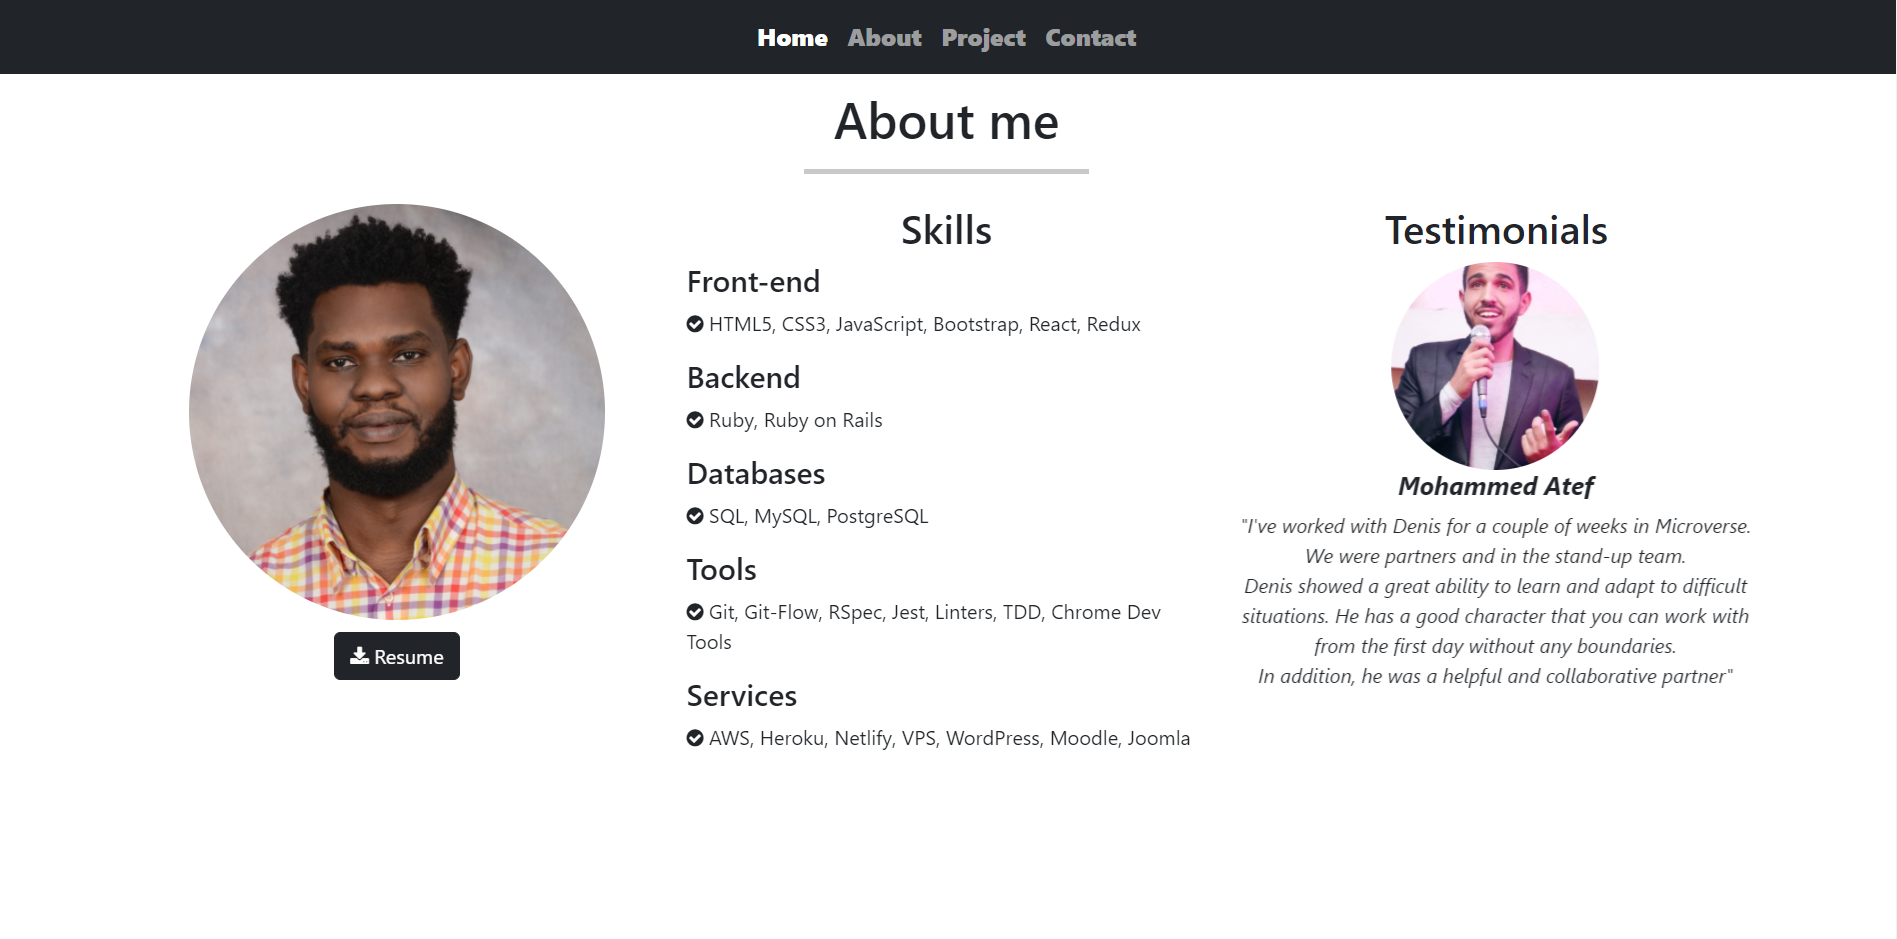 Home About Project Contact
About me
Resume
Skills
Front-end
HTML5, CSS3, JavaScript, Bootstrap, React, Redux
Backend
Ruby, Ruby on Rails
Databases
SQL, MySQL, PostgreSQL
Tools
Git, Git-Flow, RSpec, Jest, Linters, TDD, Chrome Dev
Tools
Services
AWS, Heroku, Netlify, VPS, WordPress, Moodle, Joomla
Testimonials
Mohammed Atef
"I've worked with Denis for a couple of weeks in Microverse.
We were partners and in the stand-up team.
Denis showed a great ability to learn and adapt to difficult
situations. He has a good character that you can work with
from the first day without any boundaries.
In addition, he was a helpful and collaborative partner"